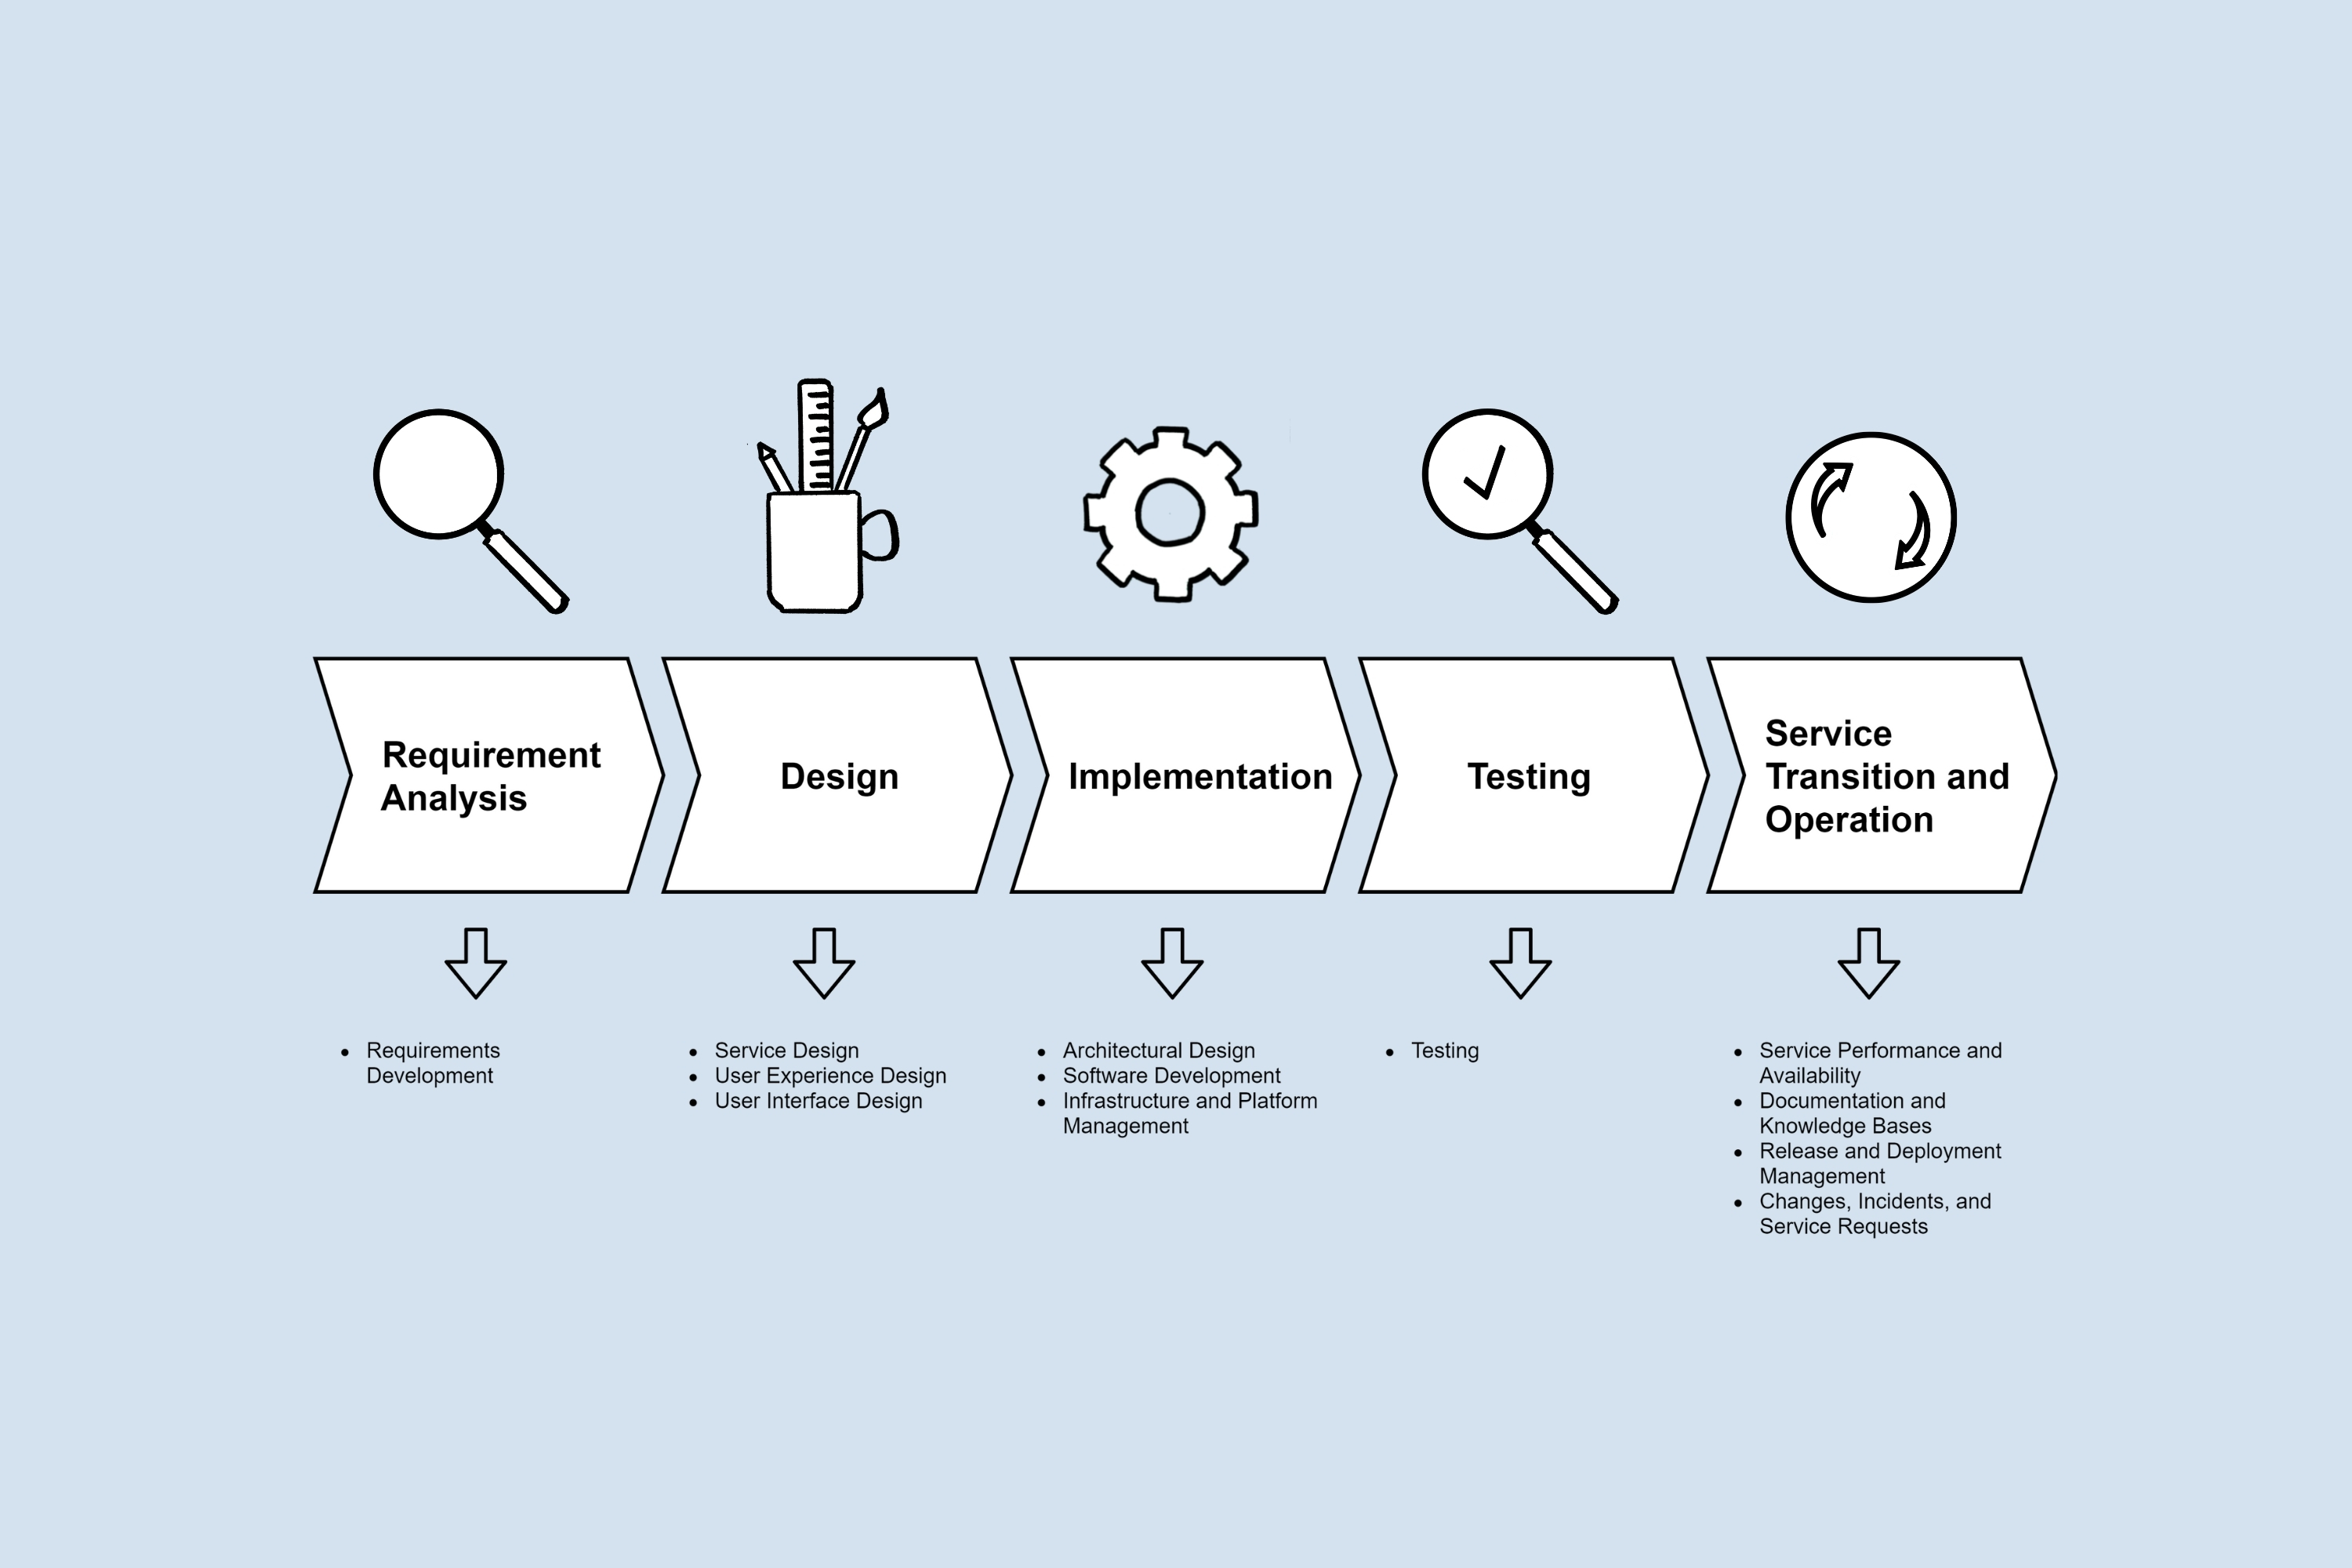 Requirement
Analysis
Design
Implementation
Testing
Service
Transition and
Operation
• Requirements
Development
• Service Design
• User Experience Design
• User Interface Design
• Architectural Design
• Software Development
• Infrastructure and Platform
Management
• Testing
• Service Performance and
Availability
• Documentation and
Knowledge Bases
• Release and Deployment
Management
• Changes, Incidents, and
Service Requests